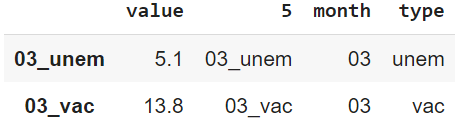 value 5 month type
03_unem 5.1 03_unem 03 unem
03_vac 13.8 03_vac 03 vac